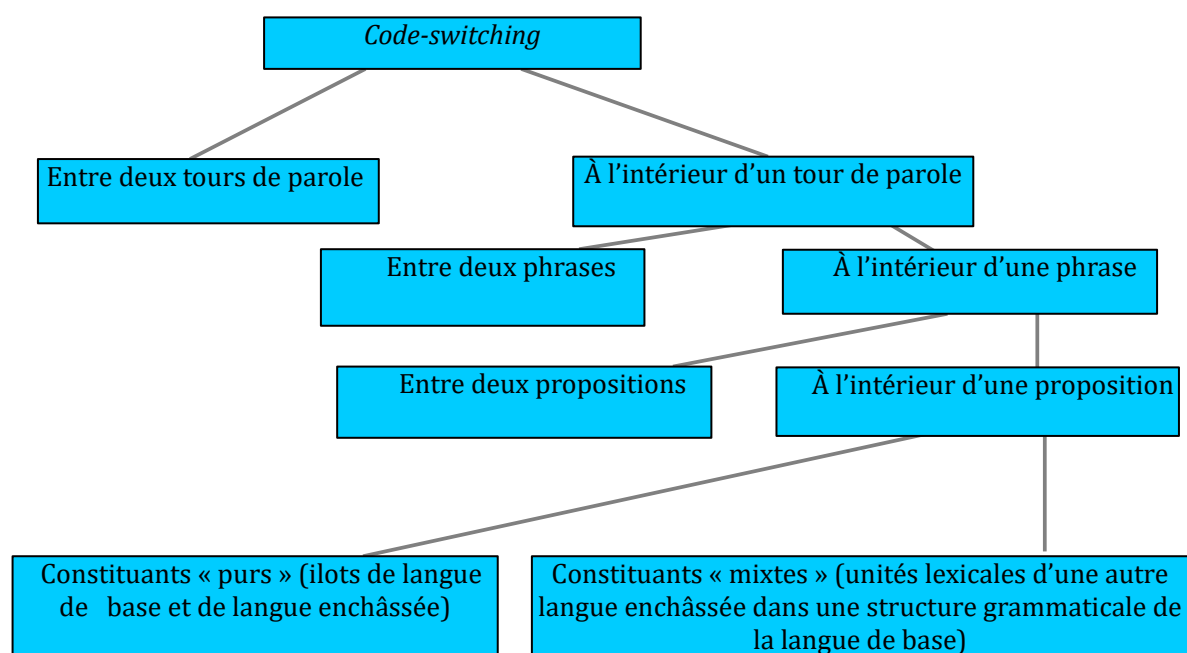 Code-switching
Entre deux tours de parole
À l’intérieur d’un tour de parole
Entre deux phrases
À l’intérieur d’une phrase
Entre deux propositions
À l’intérieur d’une proposition
Constituants « purs » (ilots de langue
de base et de langue enchâssée)
Constituants « mixtes » (unités lexicales d’une autre
langue enchâssée dans une structure grammaticale de
la langue de base)